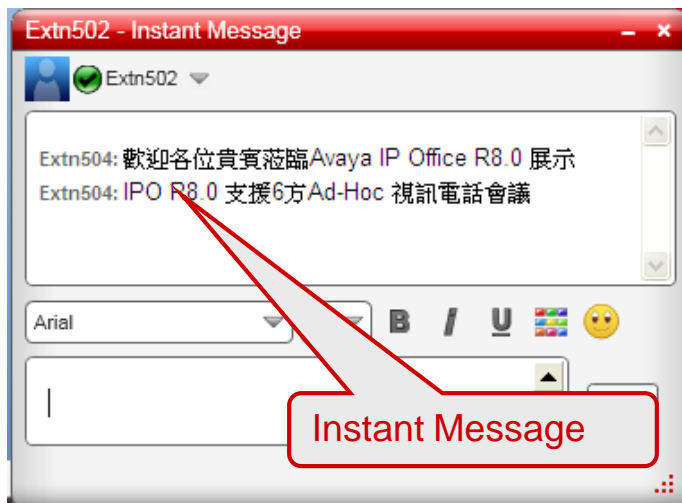 Extn502 - Instant Message
Extn502
Extn504: 歡迎各位貴賓蒞臨Avaya IP Office R8.0 展示
Extn504: IPO R8.0 支援6方Ad-Hoc 視訊電話會議
Arial
B I U
Instant Message